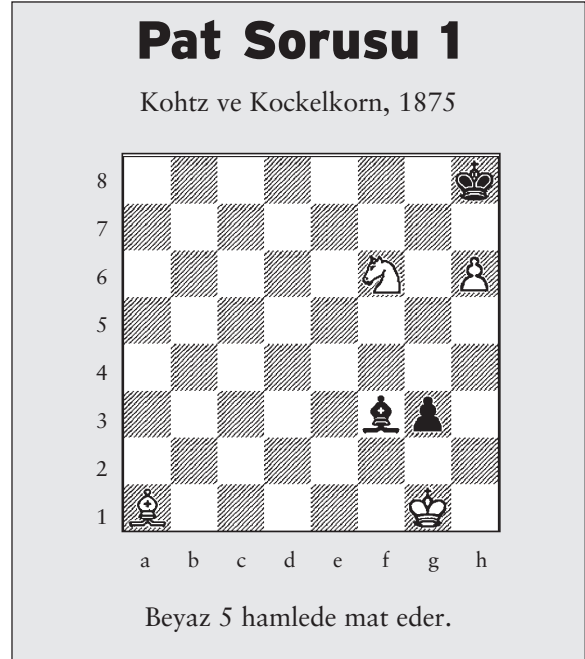 Pat Sorusu 1
Kohtz ve Kockelkorn, 1875
8
7
6
5
4
3
2
1
a b c d e f g h
Beyaz 5 hamlede mat eder.